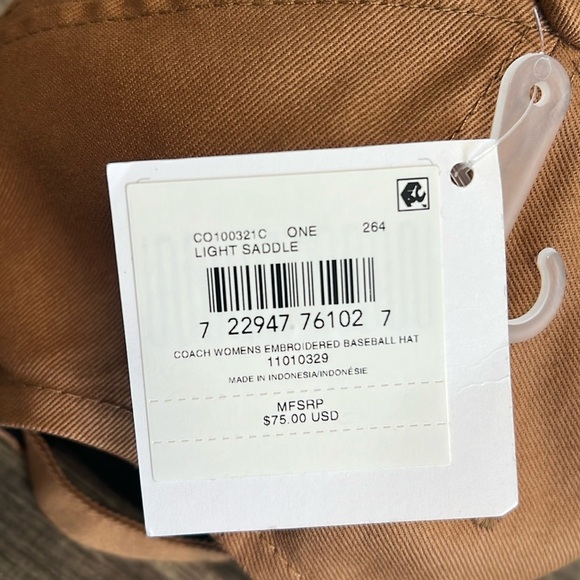 CO100321C ONE 264
LIGHT SADDLE
7 22947 76102 7
COACH WOMENS EMBROIDERED BASEBALL HAT
11010329
MADE IN INDONESIA/INDONÉSIE
MFSRP
$75.00 USD